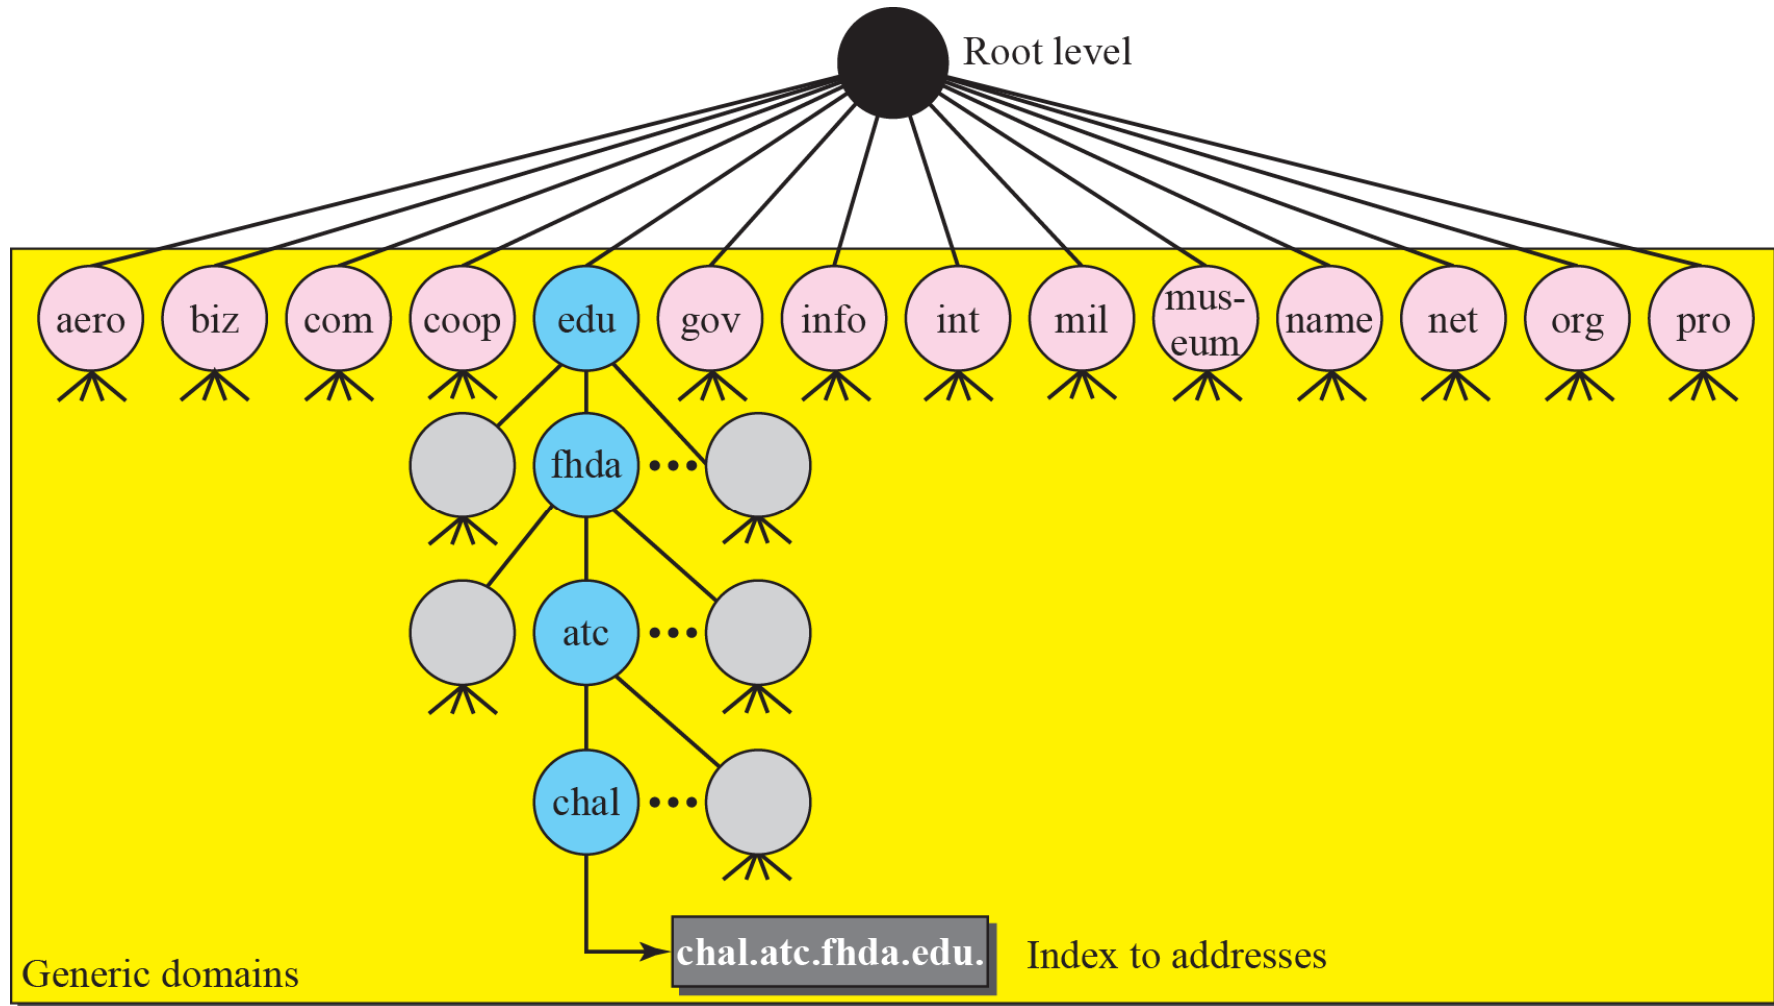 Root level
aero
biz
com
coop
edu
gov
info
int
mil
mus-
eum
name
net
org
pro
fhda
atc
chal
chal.atc.fhda.edu.
Index to addresses
Generic domains